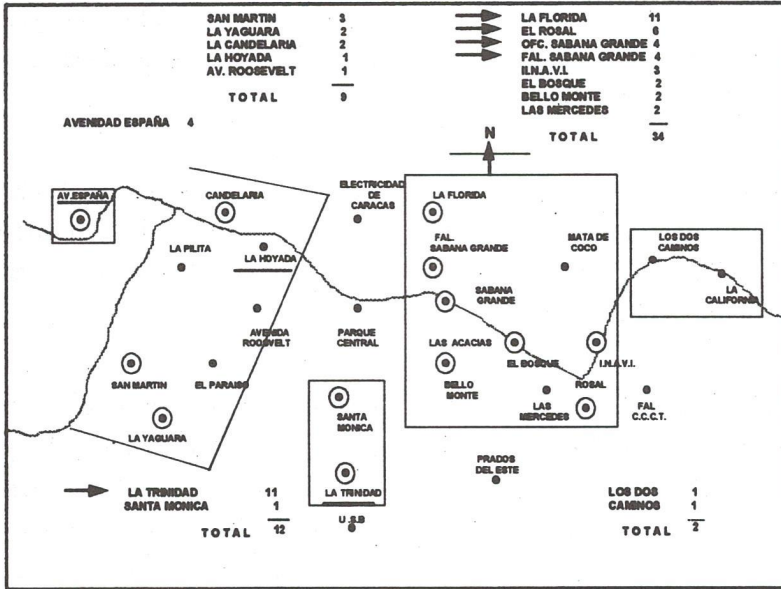 SAN MARTIN 3
LA YAGUARA 2
LA CANDELARIA 2
LA HOYADA 1
AV. ROOSEVELT 1
TOTAL 9
LA FLORIDA 11
EL ROSAL 6
OFC. SABANA GRANDE 4
FAL. SABANA GRANDE 4
I.N.A.V.I. 3
EL BOSQUE 2
BELLO MONTE 2
LAS MERCEDES 2
TOTAL 34
AVENIDAD ESPAÑA 4
N
AV.ESPAÑA
CANDELARIA
ELECTRICIDAD
DE
CARACAS
LA FLORIDA
LA PILITA
LA HOYADA
FAL.
SABANA GRANDE
MATA DE
COCO
LOS DOS
CAMINOS
LA
CALIFORNIA
SABANA
GRANDE
AVENIDA
ROOSEVELT
PARQUE
CENTRAL
LAS ACACIAS
EL BOSQUE
I.N.A.V.I.
SAN MARTIN
EL PARAISO
BELLO
MONTE
LAS
MERCEDES
ROSAL
FAL
C.C.C.T.
SANTA
MONICA
LA YAGUARA
PRADOS
DEL ESTE
LA TRINIDAD
U.S.B
LA TRINIDAD 11
SANTA MONICA 1
TOTAL 12
LOS DOS 1
CAMINOS 1
TOTAL 2